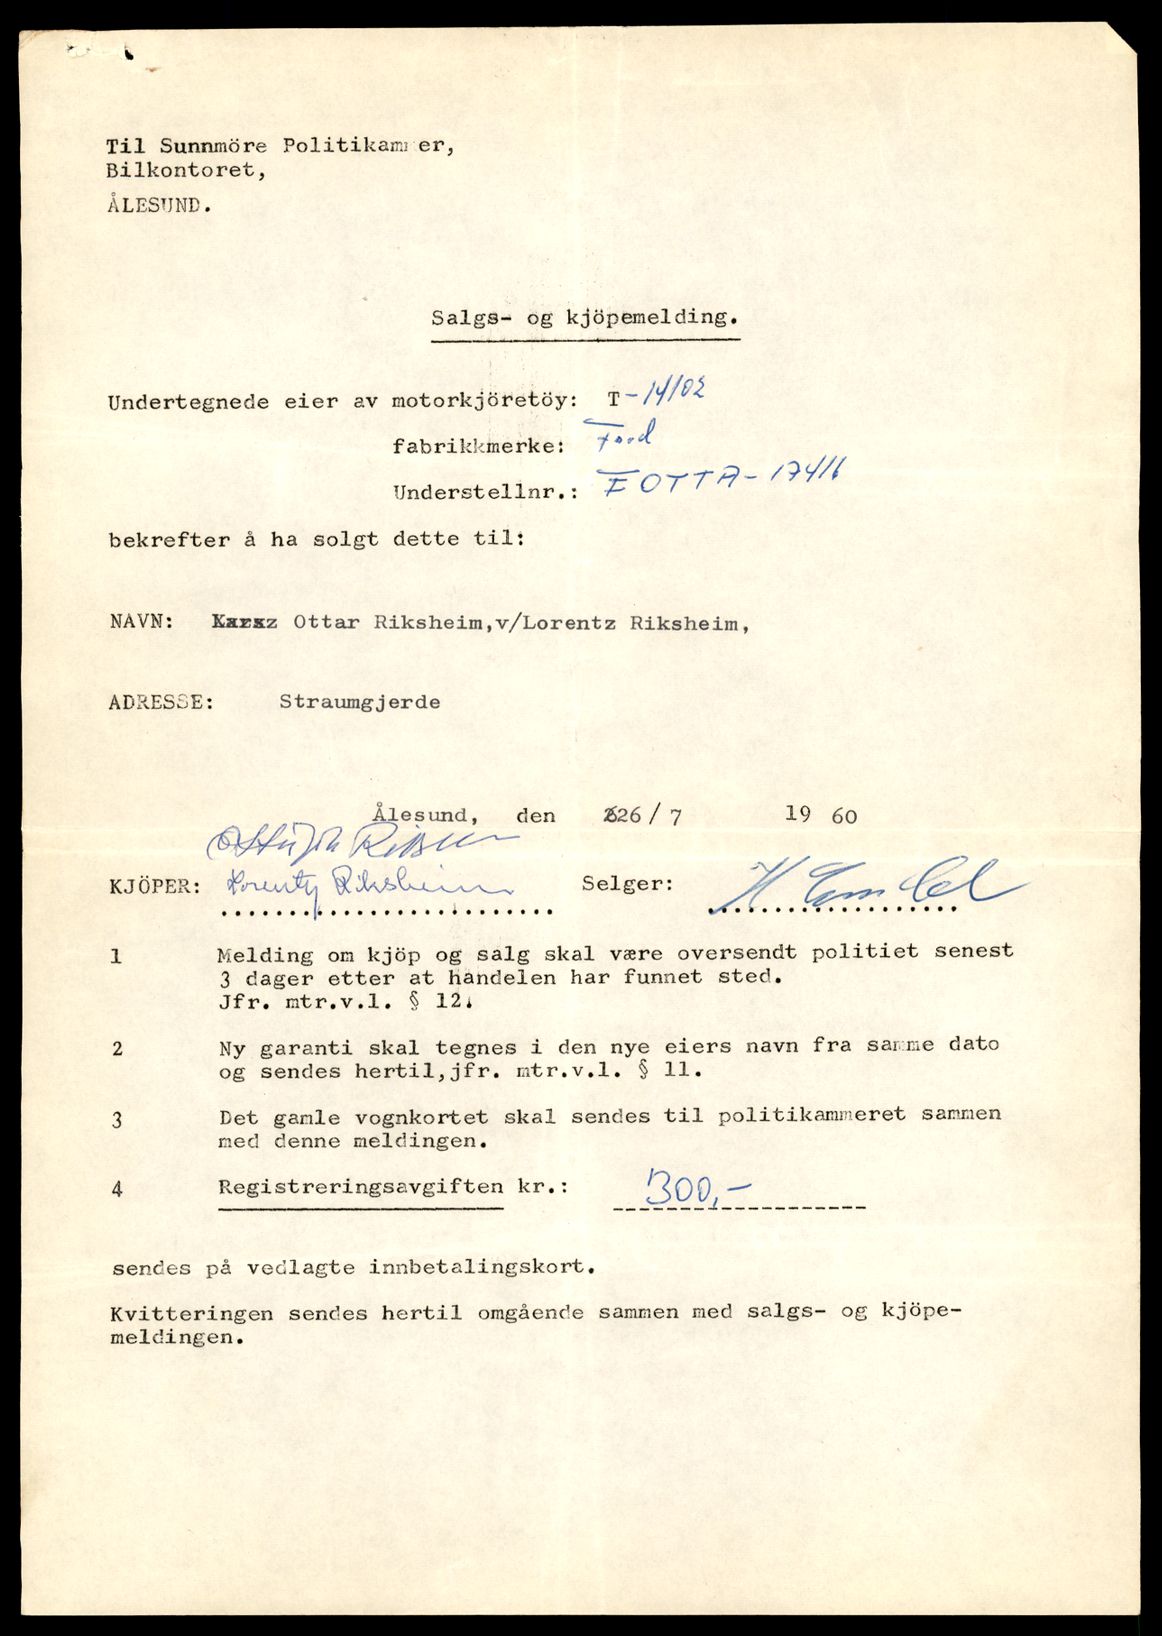 Til Sunnmöre Politikammer,
Bilkontoret,
ÅLESUND.
Salgs- og kjöpemelding.
Undertegnede eier av motorkjöretöy: T-14102
fabrikkmerke: Ford
Understellnr.: EOTTA-17416
bekrefter å ha solgt dette til:
NAVN: Ottar Riksheim,v/Lorentz Riksheim,
ADRESSE: Straumgjerde
Ålesund, den 26/7 1960
KJÖPER: Lorentz Riksheim Selger:
1 Melding om kjöp og salg skal være oversendt politiet senest
3 dager etter at handelen har funnet sted.
Jfr. mtr.v.l. § 12.
2 Ny garanti skal tegnes i den nye eiers navn fra samme dato
og sendes hertil,jfr. mtr.v.l. § 11.
3 Det gamle vognkortet skal sendes til politikammeret sammen
med denne meldingen.
4 Registreringsavgiften kr.: 300,-
sendes på vedlagte innbetalingskort.
Kvitteringen sendes hertil omgående sammen med salgs- og kjöpe-
meldingen.